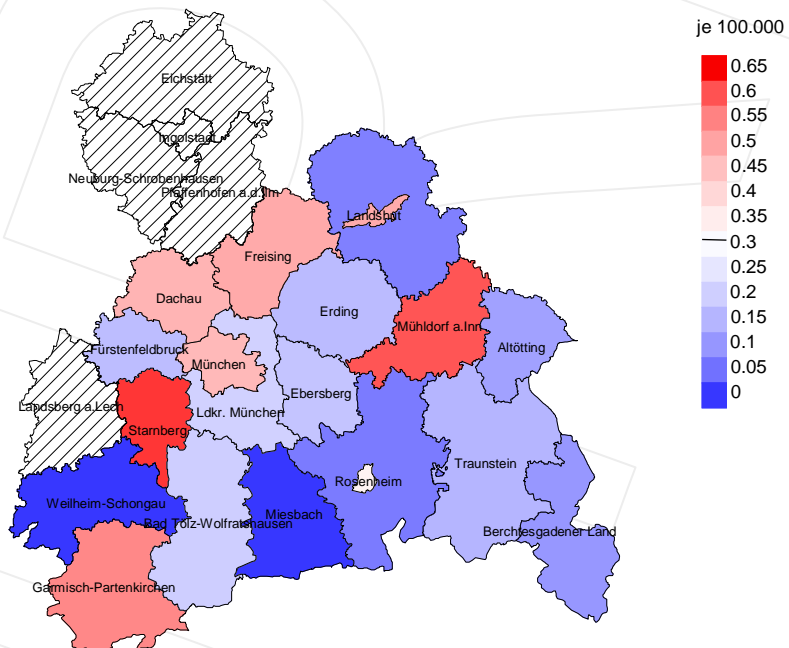 je 100.000
0.65
0.6
0.55
0.5
0.45
0.4
0.35
0.3
0.25
0.2
0.15
0.1
0.05
0
Eichstätt
Ingolstadt
Neuburg-Schrobenhausen
Pfaffenhofen a.d.Ilm
Landshut
Freising
Dachau
Erding
Mühldorf a.Inn
Altötting
Fürstenfeldbruck
München
Ebersberg
Landsberg a.Lech
Ldkr. München
Starnberg
Traunstein
Rosenheim
Weilheim-Schongau
Miesbach
Bad Tölz-Wolfratshausen
Berchtesgadener Land
Garmisch-Partenkirchen